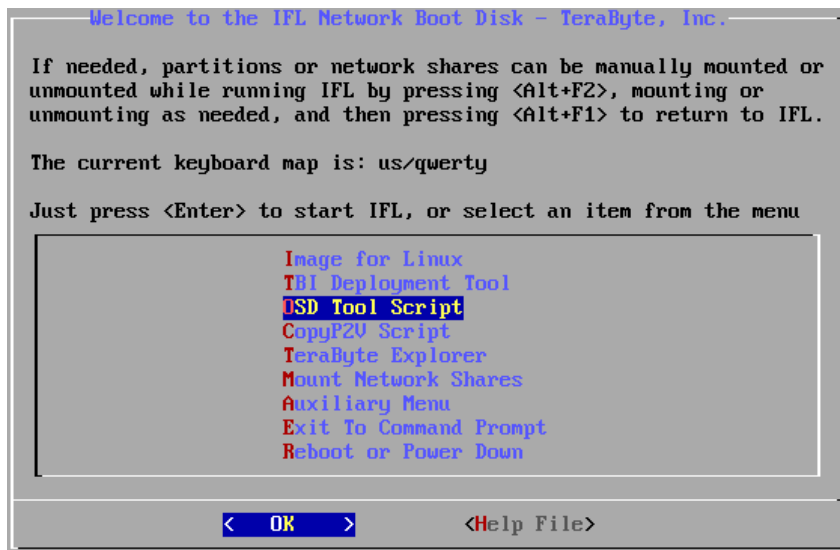 Welcome to the IFL Network Boot Disk - TeraByte, Inc.
If needed, partitions or network shares can be manually mounted or
unmounted while running IFL by pressing <Alt+F2>, mounting or
unmounting as needed, and then pressing <Alt+F1> to return to IFL.
The current keyboard map is: us/qwerty
Just press <Enter> to start IFL, or select an item from the menu
Image for Linux
TBI Deployment Tool
OSD Tool Script
CopyP2V Script
TeraByte Explorer
Mount Network Shares
Auxiliary Menu
Exit To Command Prompt
Reboot or Power Down
< OK > <Help File>